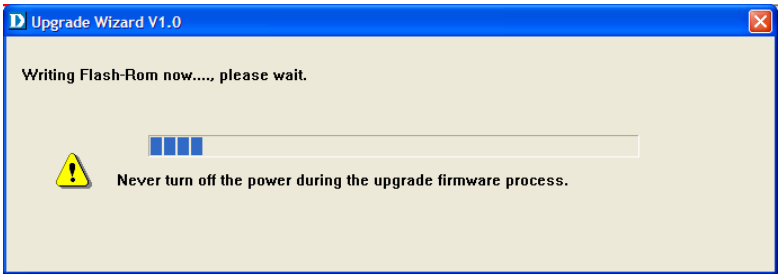 D Upgrade Wizard V1.0
Writing Flash-Rom now...., please wait.
Never turn off the power during the upgrade firmware process.